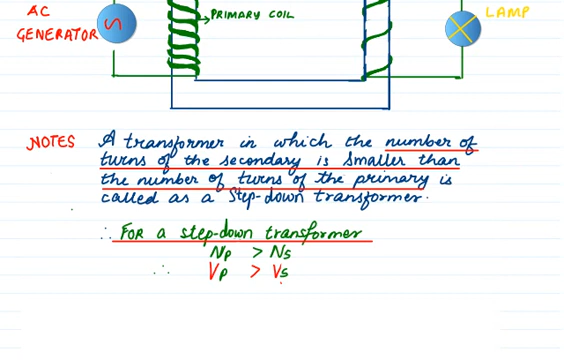 AC
GENERATOR
PRIMARY COIL
LAMP
NOTES
A transformer in which the number of
turns of the secondary is smaller than
the number of turns of the primary is
called as a step-down transformer.
∴ FOR a step-down transformer
Np > Ns
∴ Vp > Vs